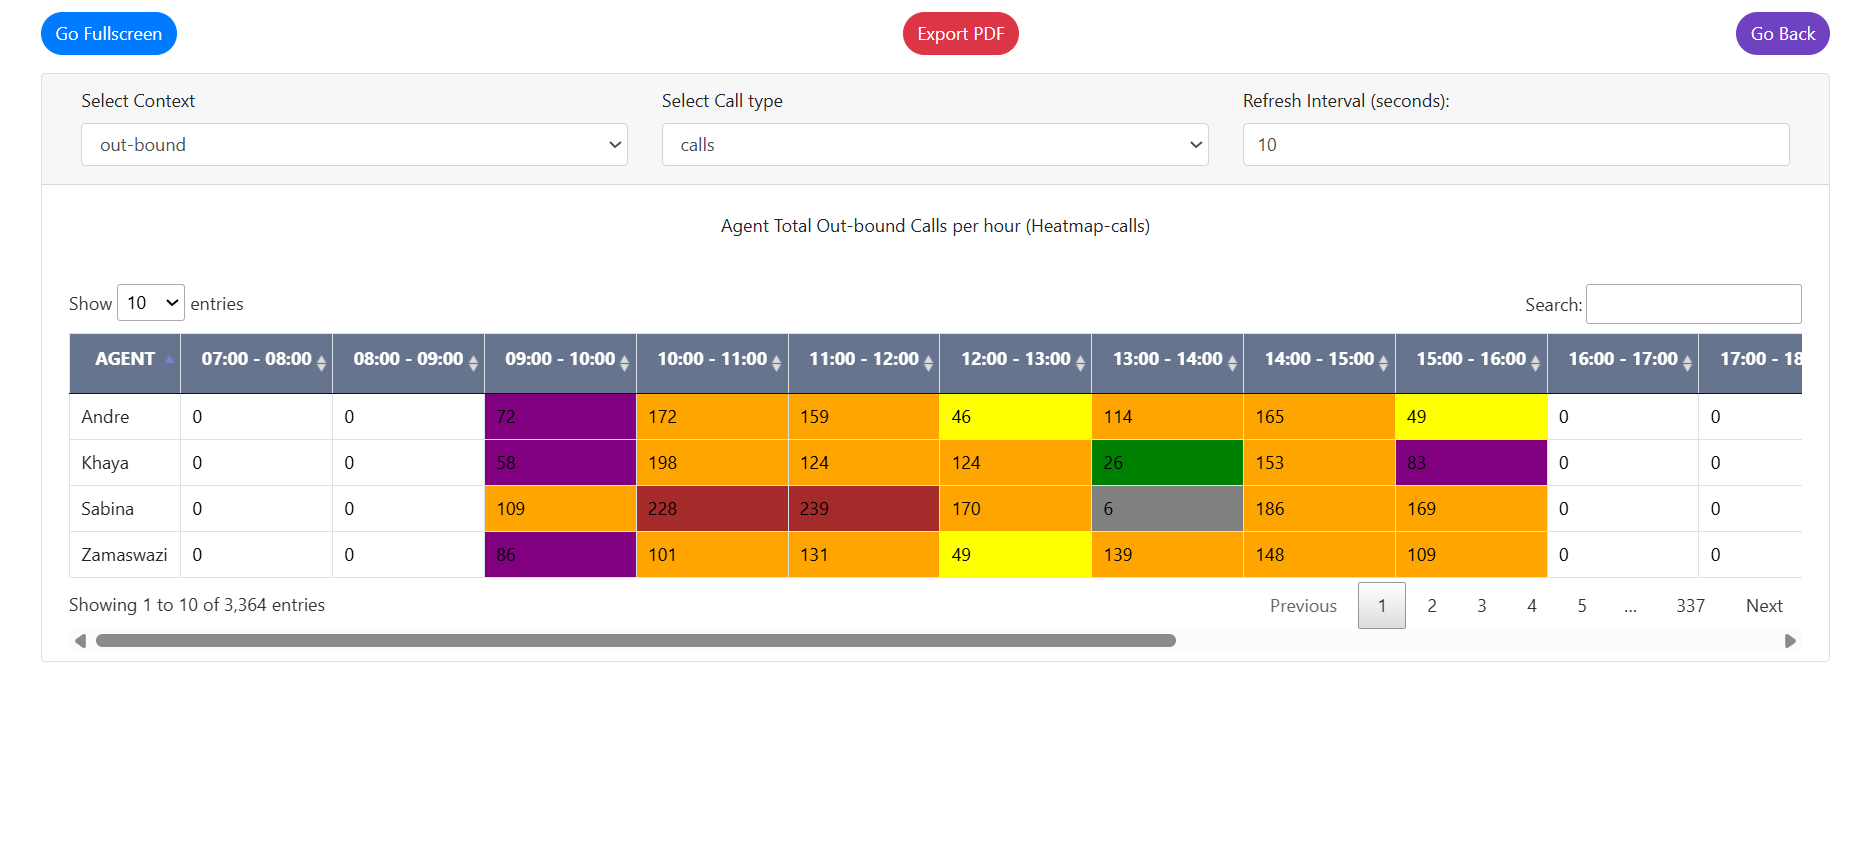 Go Fullscreen Export PDF Go Back
Select Context Select Call type Refresh Interval (seconds):
out-bound calls 10
Agent Total Out-bound Calls per hour (Heatmap-calls)
Show 10 entries Search:
AGENT 07:00 - 08:00 08:00 - 09:00 09:00 - 10:00 10:00 - 11:00 11:00 - 12:00 12:00 - 13:00 13:00 - 14:00 14:00 - 15:00 15:00 - 16:00 16:00 - 17:00 17:00 - 18
Andre 0 0 72 172 159 46 114 165 49 0 0
Khaya 0 0 58 198 124 124 26 153 83 0 0
Sabina 0 0 109 228 239 170 6 186 169 0 0
Zamaswazi 0 0 86 101 131 49 139 148 109 0 0
Showing 1 to 10 of 3,364 entries Previous 1 2 3 4 5 ... 337 Next